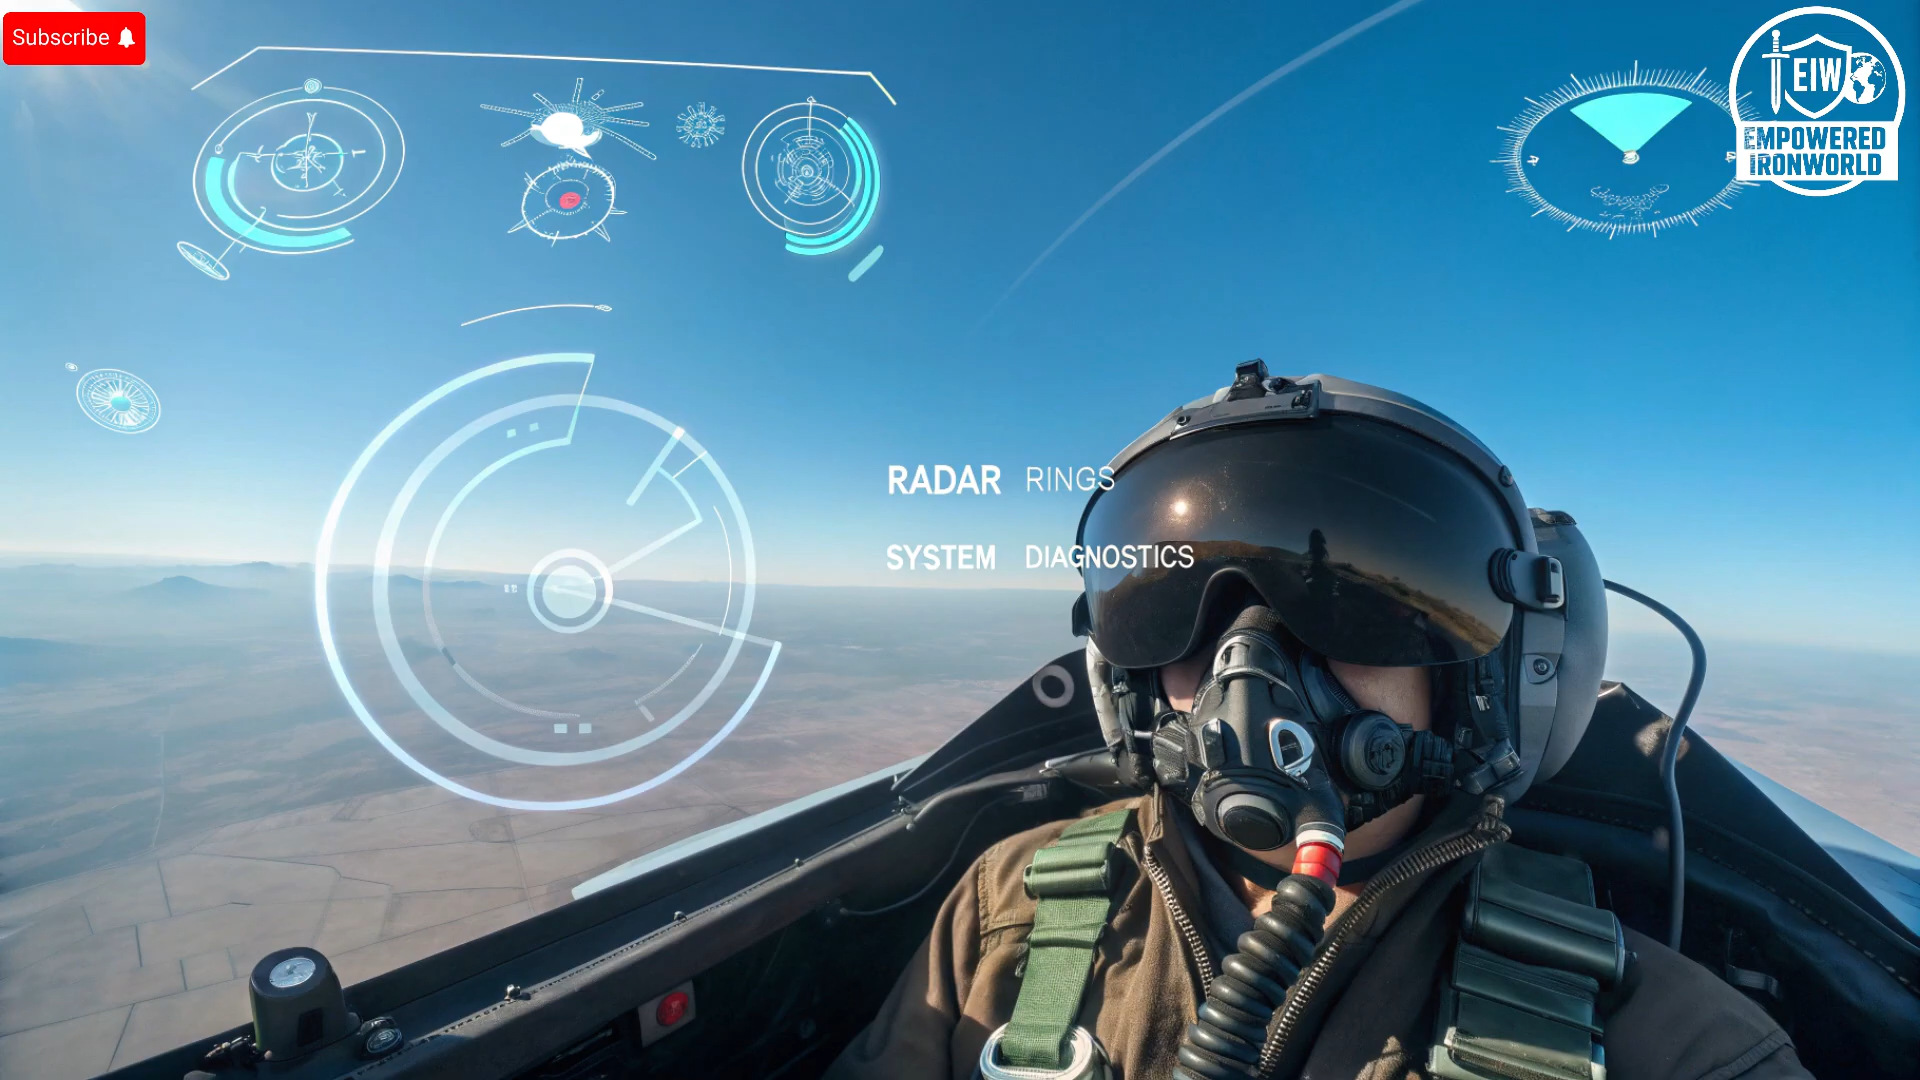 Subscribe
EIW
EMPOWERED
IRONWORLD
RADAR RINGS
SYSTEM DIAGNOSTICS